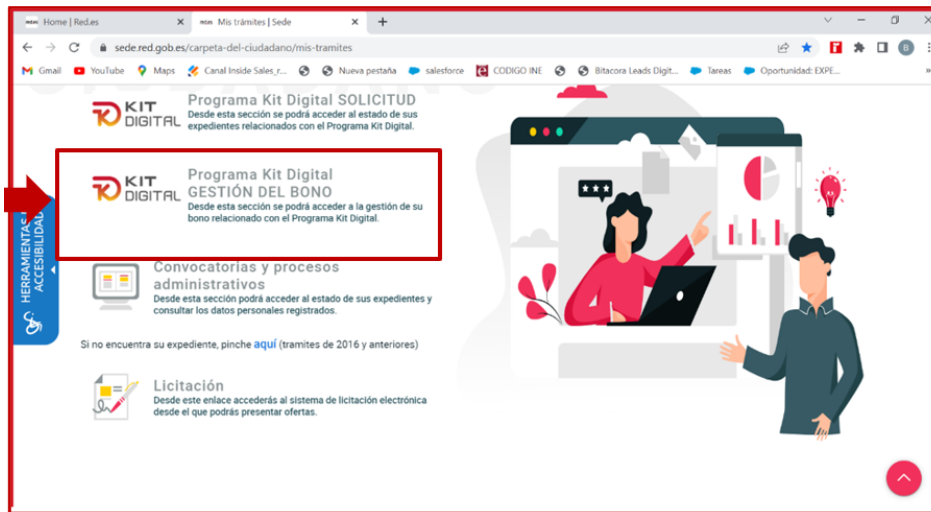 Home | Red.es
Mis trámites | Sede
sede.red.gob.es/carpeta-del-ciudadano/mis-tramites
Gmail YouTube Maps Canal Inside Sales_r... Nueva pestaña salesforce CODIGO INE Bitacora Leads Digit... Tareas Oportunidad: EXPE...
KIT DIGITAL
Programa Kit Digital SOLICITUD
Desde esta sección se podrá acceder al estado de sus
expedientes relacionados con el Programa Kit Digital.
KIT DIGITAL
Programa Kit Digital
GESTIÓN DEL BONO
Desde esta sección se podrá acceder a la gestión de su
bono relacionado con el Programa Kit Digital.
HERRAMIENTAS
ACCESIBILIDAD
Convocatorias y procesos
administrativos
Desde esta sección podrá acceder al estado de sus expedientes y
consultar los datos personales registrados.
Si no encuentra su expediente, pinche aquí (tramites de 2016 y anteriores)
Licitación
Desde este enlace accederás al sistema de licitación electrónica
desde el que podrás presentar ofertas.